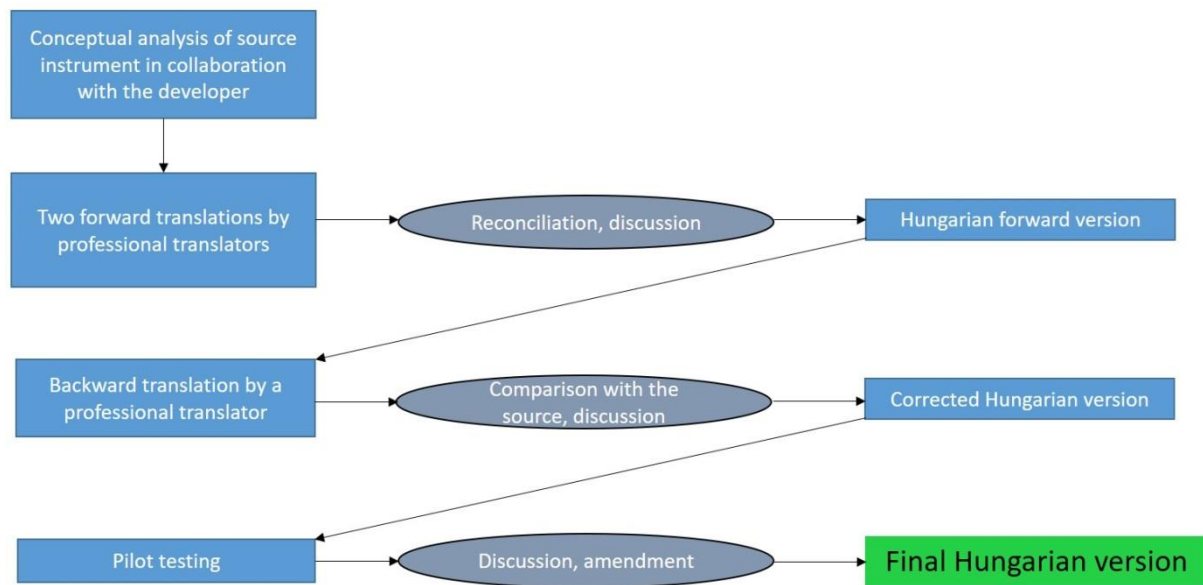 Conceptual analysis of source
instrument in collaboration
with the developer
Two forward translations by
professional translators
Reconciliation, discussion
Hungarian forward version
Backward translation by a
professional translator
Comparison with the
source, discussion
Corrected Hungarian version
Pilot testing
Discussion, amendment
Final Hungarian version